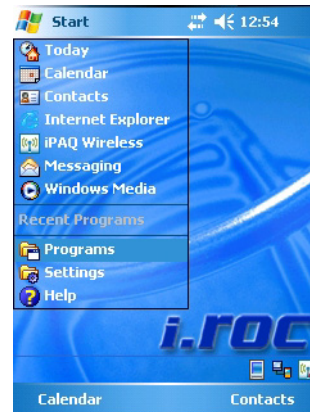 Start 12:54
Today
Calendar
Contacts
Internet Explorer
iPAQ Wireless
Messaging
Windows Media
Recent Programs
Programs
Settings
Help
i.roc
Calendar Contacts